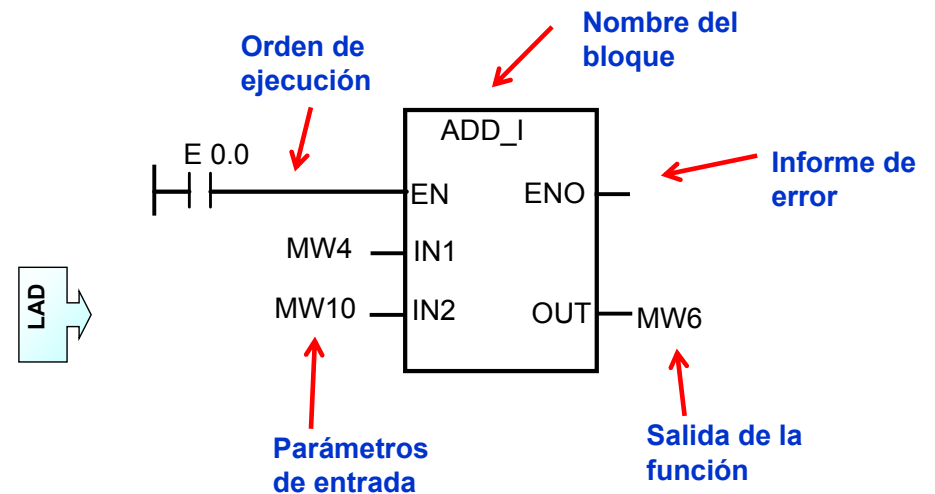 Nombre del
bloque
Orden de
ejecución
ADD_I
E 0.0
Informe de
error
EN
ENO
MW4
IN1
LAD
MW10
IN2
OUT
MW6
Parámetros
de entrada
Salida de la
función